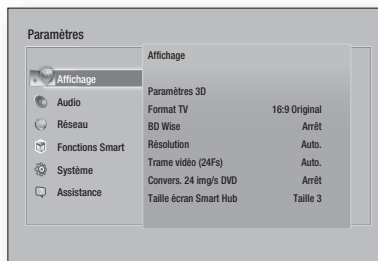 Paramètres
Affichage
Audio
Réseau
Fonctions Smart
Système
Assistance
Affichage
Paramètres 3D
Format TV 16:9 Original
BD Wise Arrêt
Résolution Auto.
Trame vidéo (24Fs) Auto.
Convers. 24 img/s DVD Arrêt
Taille écran Smart Hub Taille 3